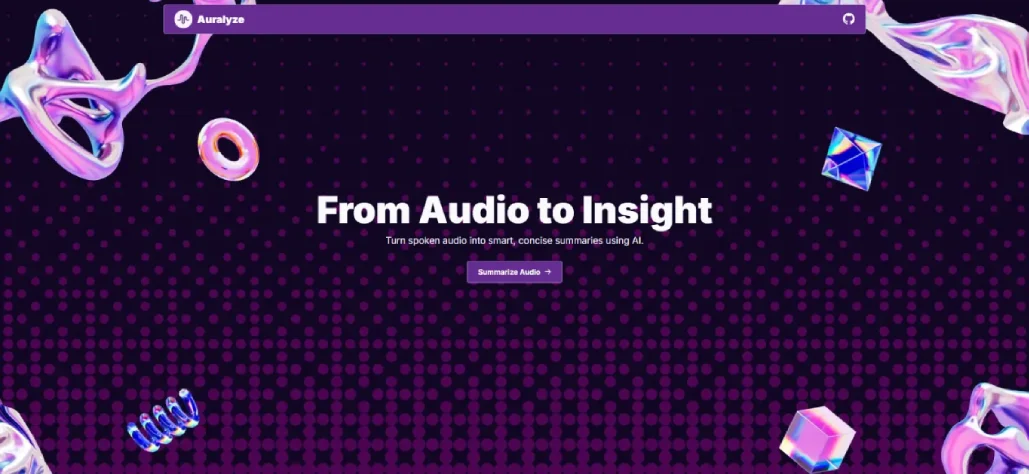 Auralyze
From Audio to Insight
Turn spoken audio into smart, concise summaries using AI.
Summarize Audio →